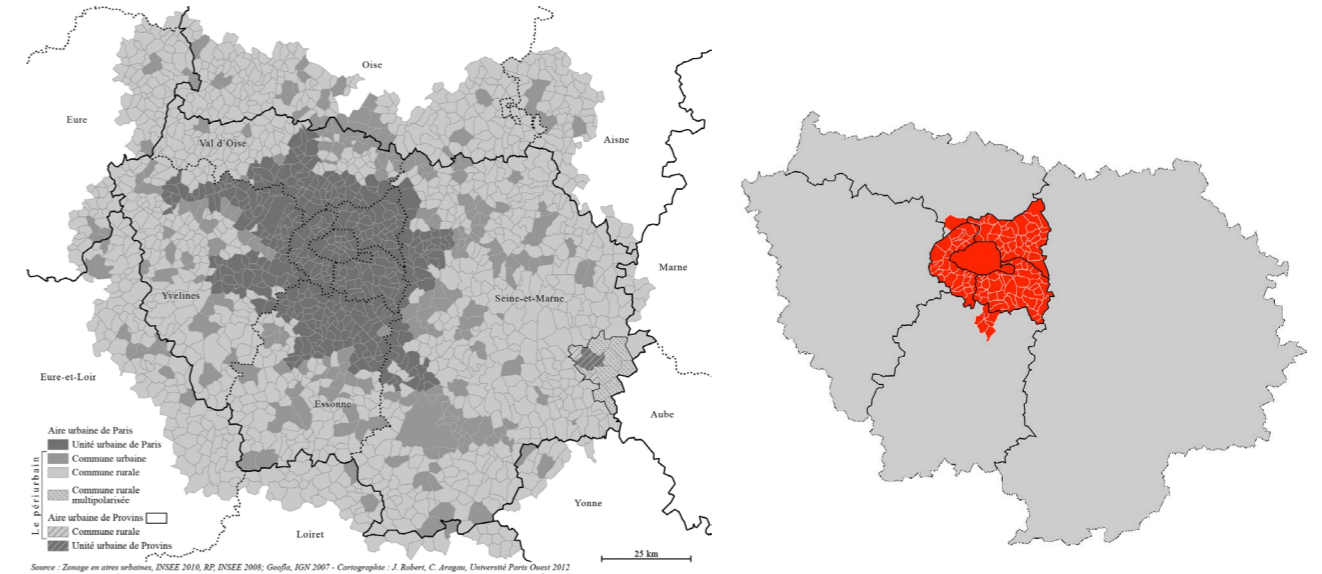 Oise
Eure
Aisne
Val d'Oise
Marne
Yvelines
Seine-et-Marne
Eure-et-Loir
Essonne
Aube
Yonne
Loiret
Aire urbaine de Paris
Unité urbaine de Paris
Commune urbaine
Commune rurale
Commune rurale
multipolarisée
Le périurbain
Aire urbaine de Provins
Commune rurale
Unité urbaine de Provins
25 km
Source : Zonage en aires urbaines, INSEE 2010, RP, INSEE 2008; Geofla, IGN 2007 - Cartographie : J. Robert, C. Aragau, Université Paris Ouest 2012